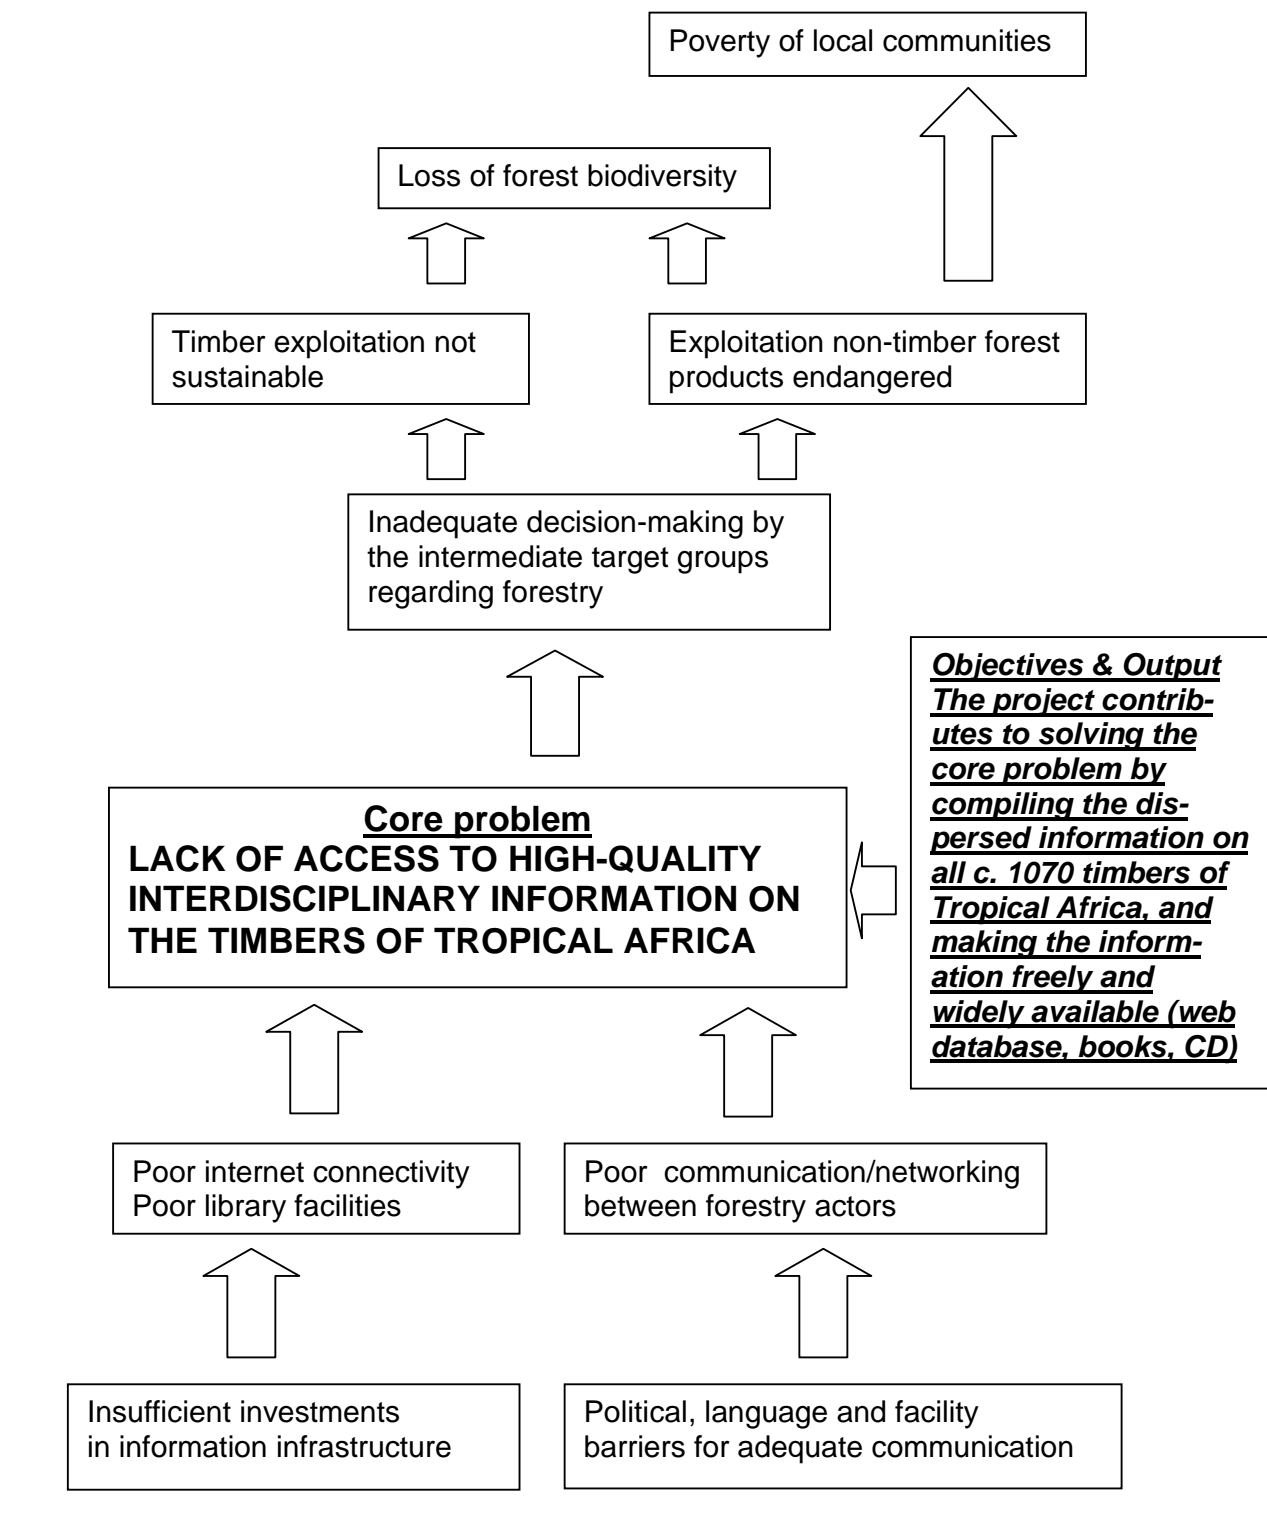 Poverty of local communities
Loss of forest biodiversity
Timber exploitation not
sustainable
Exploitation non-timber forest
products endangered
Inadequate decision-making by
the intermediate target groups
regarding forestry
Objectives & Output
The project contrib-
utes to solving the
core problem by
compiling the dis-
persed information on
all c. 1070 timbers of
Tropical Africa, and
making the inform-
ation freely and
widely available (web
database, books, CD)
Core problem
LACK OF ACCESS TO HIGH-QUALITY
INTERDISCIPLINARY INFORMATION ON
THE TIMBERS OF TROPICAL AFRICA
Poor internet connectivity
Poor library facilities
Poor  communication/networking
between forestry actors
Insufficient investments
in information infrastructure
Political, language and facility
barriers for adequate communication